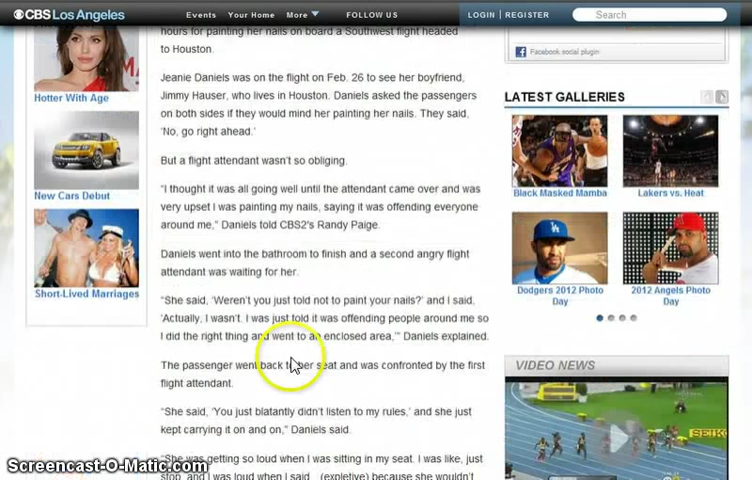 CBS Los Angeles
Events Your Home More FOLLOW US LOGIN | REGISTER Search
hours for painting her nails on board a Southwest flight headed
to Houston.
Jeanie Daniels was on the flight on Feb. 26 to see her boyfriend,
Jimmy Hauser, who lives in Houston. Daniels asked the passengers
on both sides if they would mind her painting her nails. They said,
'No, go right ahead.'
But a flight attendant wasn't so obliging.
"I thought it was all going well until the attendant came over and was
very upset I was painting my nails, saying it was offending everyone
around me," Daniels told CBS2's Randy Paige.
Daniels went into the bathroom to finish and a second angry flight
attendant was waiting for her.
"She said, 'Weren't you just told not to paint your nails?' and i said,
'Actually, I wasn't. I was just told it was offending people around me so
I did the right thing and went to an enclosed area,'" Daniels explained.
The passenger went back to her seat and was confronted by the first
flight attendant.
"She said, 'You just blatantly didn't listen to my rules,' and she just
kept carrying it on and on," Daniels said.
"She was getting so loud when I was sitting in my seat. I was like, just
stop, and I was loud when I said (expletive) because she wouldn't
Hotter With Age
New Cars Debut
Short-Lived Marriages
Facebook social plugin
LATEST GALLERIES
Black Masked Mamba
Lakers vs. Heat
Dodgers 2012 Photo
Day
2012 Angels Photo
Day
VIDEO NEWS
SEIKO
Screencast-O-Matic.com